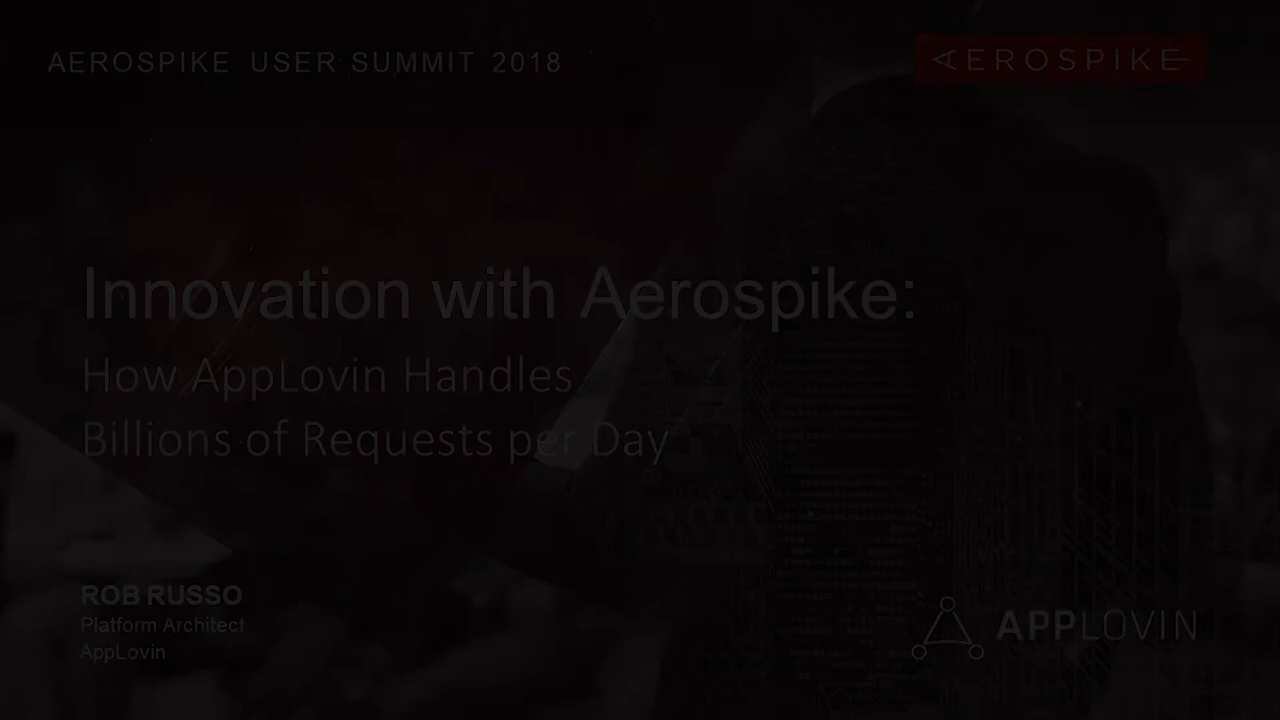 AEROSPIKE USER SUMMIT 2018
AEROSPIKE
Innovation with Aerospike:
How AppLovin Handles
Billions of Requests per Day
ROB RUSSO
Platform Architect
AppLovin
APPLOVIN